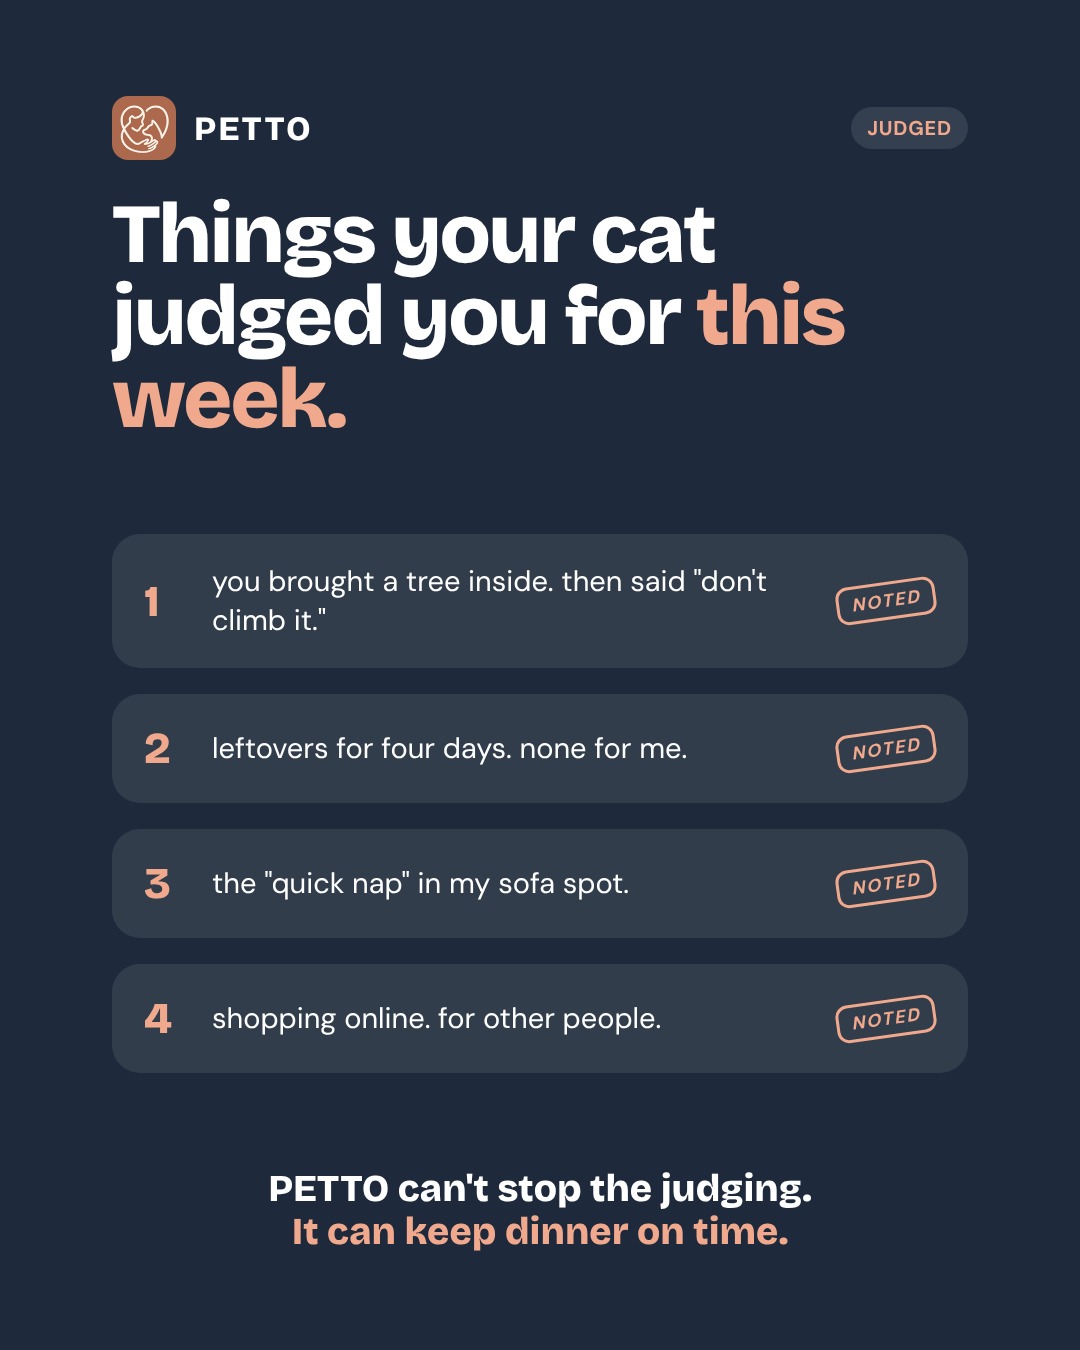 PETTO
JUDGED
Things your cat
judged you for this
week.
1
you brought a tree inside. then said "don't
climb it."
NOTED
2
leftovers for four days. none for me.
NOTED
3
the "quick nap" in my sofa spot.
NOTED
4
shopping online. for other people.
NOTED
PETTO can't stop the judging.
It can keep dinner on time.